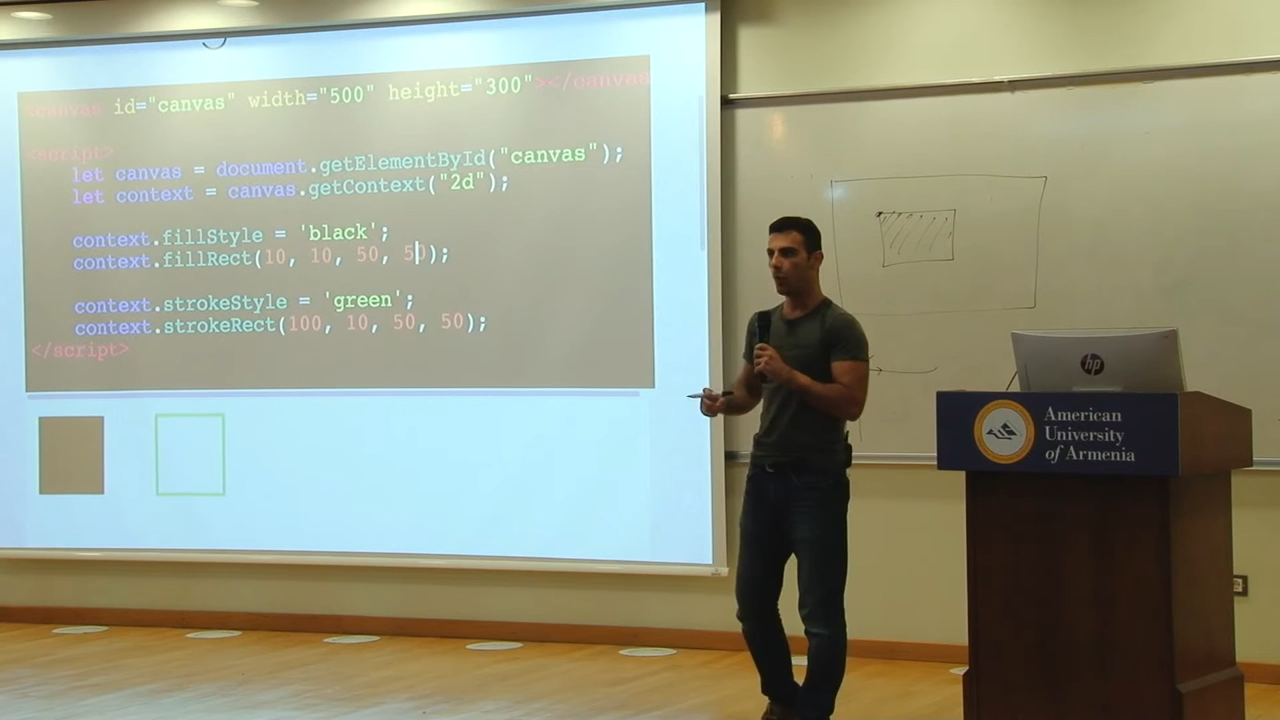 <canvas id="canvas" width="500" height="300"></canvas
<script>
let canvas = document.getElementById("canvas");
let context = canvas.getContext("2d");
context.fillStyle = 'black';
context.fillRect(10, 10, 50, 50);
context.strokeStyle = 'green';
context.strokeRect(100, 10, 50, 50);
</script>
hp
American
University
of Armenia